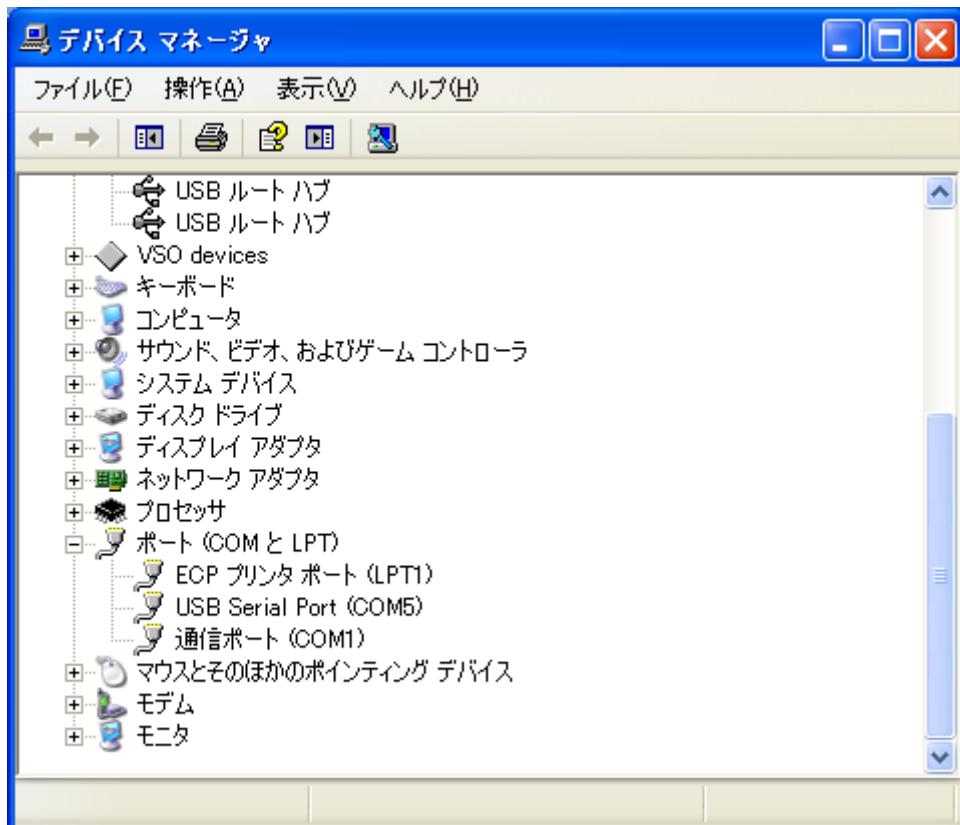 デバイス マネージャ
ファイル(F) 操作(A) 表示(V) ヘルプ(H)
USB ルート ハブ
USB ルート ハブ
VSO devices
キーボード
コンピュータ
サウンド、ビデオ、およびゲーム コントローラ
システム デバイス
ディスク ドライブ
ディスプレイ アダプタ
ネットワーク アダプタ
プロセッサ
ポート (COM と LPT)
ECP プリンタ ポート (LPT1)
USB Serial Port (COM5)
通信ポート (COM1)
マウスとそのほかのポインティング デバイス
モデム
モニタ